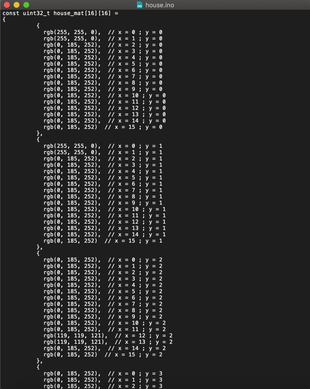 house.ino
const uint32_t house_mat[16][16] =
{
{
rgb(255, 255, 0), // x = 0 ; y = 0
rgb(255, 255, 0), // x = 1 ; y = 0
rgb(0, 185, 252), // x = 2 ; y = 0
rgb(0, 185, 252), // x = 3 ; y = 0
rgb(0, 185, 252), // x = 4 ; y = 0
rgb(0, 185, 252), // x = 5 ; y = 0
rgb(0, 185, 252), // x = 6 ; y = 0
rgb(0, 185, 252), // x = 7 ; y = 0
rgb(0, 185, 252), // x = 8 ; y = 0
rgb(0, 185, 252), // x = 9 ; y = 0
rgb(0, 185, 252), // x = 10 ; y = 0
rgb(0, 185, 252), // x = 11 ; y = 0
rgb(0, 185, 252), // x = 12 ; y = 0
rgb(0, 185, 252), // x = 13 ; y = 0
rgb(0, 185, 252), // x = 14 ; y = 0
rgb(0, 185, 252) // x = 15 ; y = 0
},
{
rgb(255, 255, 0), // x = 0 ; y = 1
rgb(255, 255, 0), // x = 1 ; y = 1
rgb(0, 185, 252), // x = 2 ; y = 1
rgb(0, 185, 252), // x = 3 ; y = 1
rgb(0, 185, 252), // x = 4 ; y = 1
rgb(0, 185, 252), // x = 5 ; y = 1
rgb(0, 185, 252), // x = 6 ; y = 1
rgb(0, 185, 252), // x = 7 ; y = 1
rgb(0, 185, 252), // x = 8 ; y = 1
rgb(0, 185, 252), // x = 9 ; y = 1
rgb(0, 185, 252), // x = 10 ; y = 1
rgb(0, 185, 252), // x = 11 ; y = 1
rgb(0, 185, 252), // x = 12 ; y = 1
rgb(0, 185, 252), // x = 13 ; y = 1
rgb(0, 185, 252), // x = 14 ; y = 1
rgb(0, 185, 252) // x = 15 ; y = 1
},
{
rgb(0, 185, 252), // x = 0 ; y = 2
rgb(0, 185, 252), // x = 1 ; y = 2
rgb(0, 185, 252), // x = 2 ; y = 2
rgb(0, 185, 252), // x = 3 ; y = 2
rgb(0, 185, 252), // x = 4 ; y = 2
rgb(0, 185, 252), // x = 5 ; y = 2
rgb(0, 185, 252), // x = 6 ; y = 2
rgb(0, 185, 252), // x = 7 ; y = 2
rgb(0, 185, 252), // x = 8 ; y = 2
rgb(0, 185, 252), // x = 9 ; y = 2
rgb(0, 185, 252), // x = 10 ; y = 2
rgb(0, 185, 252), // x = 11 ; y = 2
rgb(119, 119, 121), // x = 12 ; y = 2
rgb(119, 119, 121), // x = 13 ; y = 2
rgb(0, 185, 252), // x = 14 ; y = 2
rgb(0, 185, 252) // x = 15 ; y = 2
},
{
rgb(0, 185, 252), // x = 0 ; y = 3
rgb(0, 185, 252), // x = 1 ; y = 3
rgb(0, 185, 252), // x = 2 ; y = 3